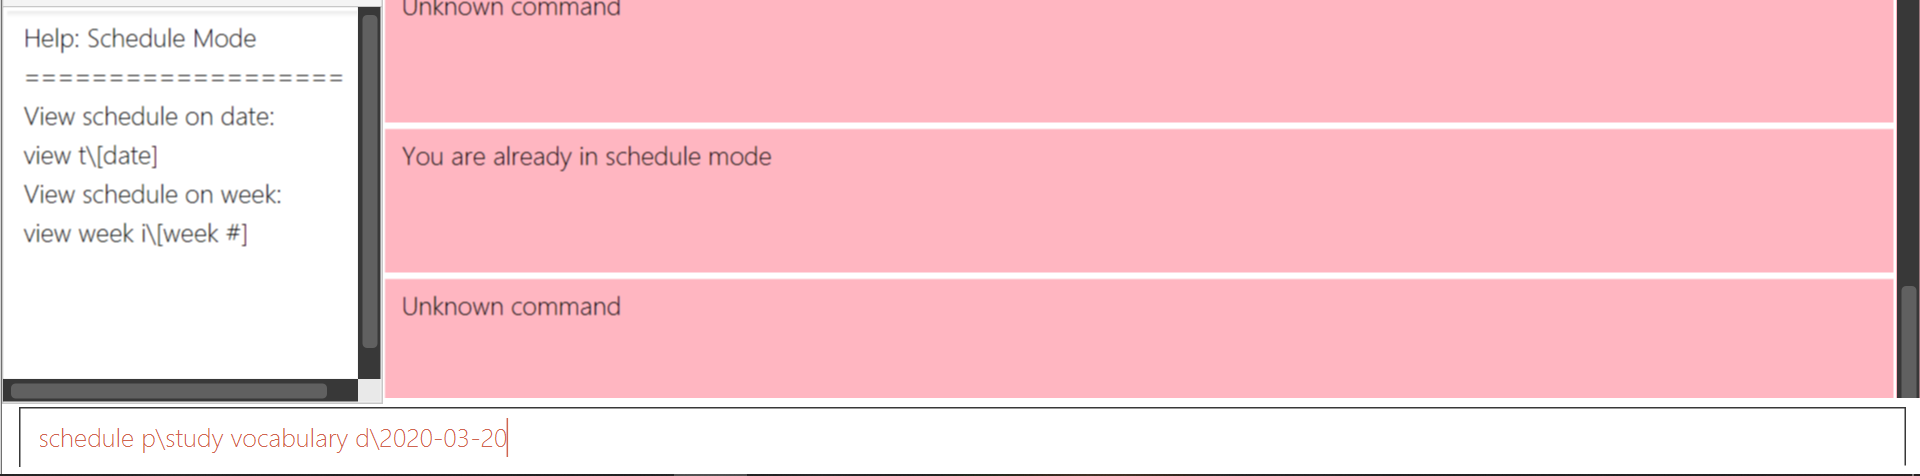 Help: Schedule Mode
===================
View schedule on date:
view t\[date]
View schedule on week:
view week i\[week #]
Unknown command
You are already in schedule mode
Unknown command
schedule p\study vocabulary d\2020-03-20